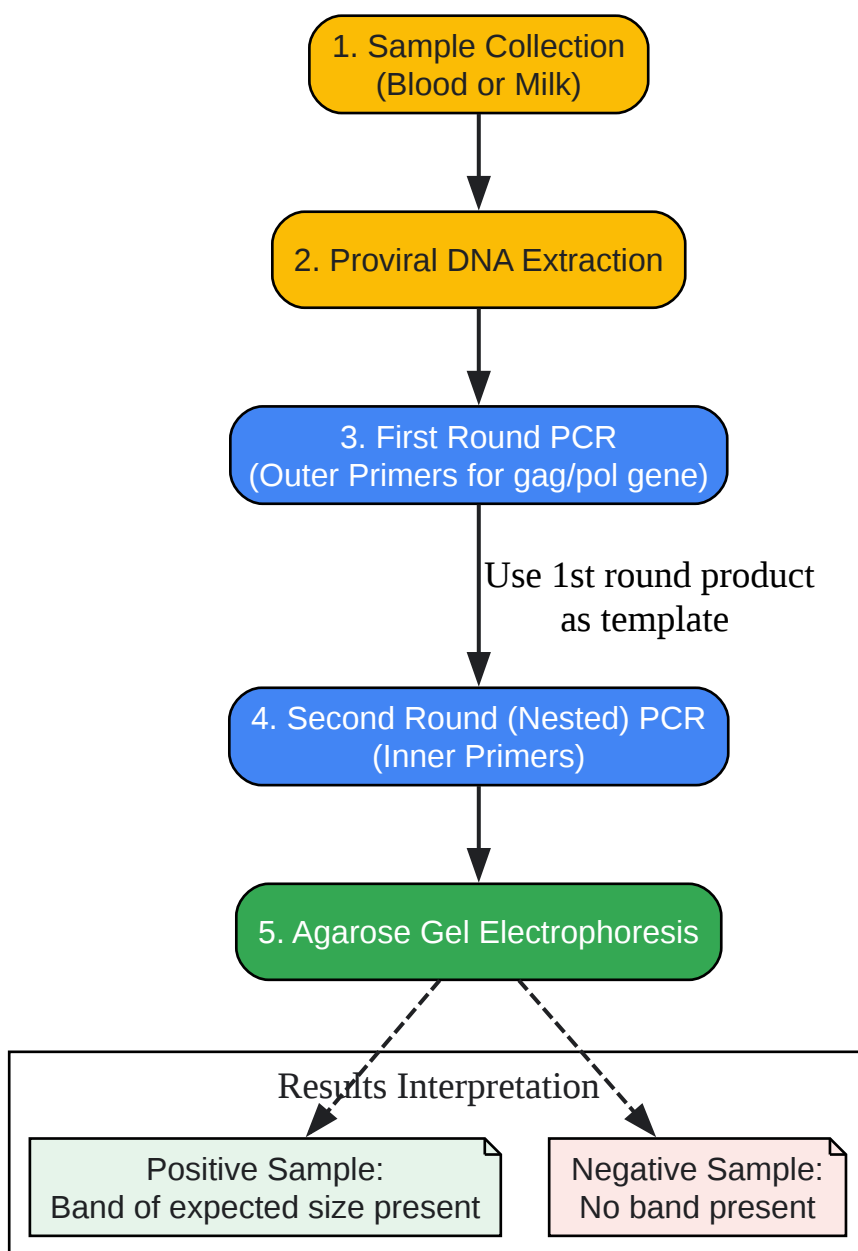 1. Sample Collection
(Blood or Milk)
2. Proviral DNA Extraction
3. First Round PCR
(Outer Primers for gag/pol gene)
Use 1st round product
as template
4. Second Round (Nested) PCR
(Inner Primers)
5. Agarose Gel Electrophoresis
Results Interpretation
Positive Sample:
Band of expected size present
Negative Sample:
No band present